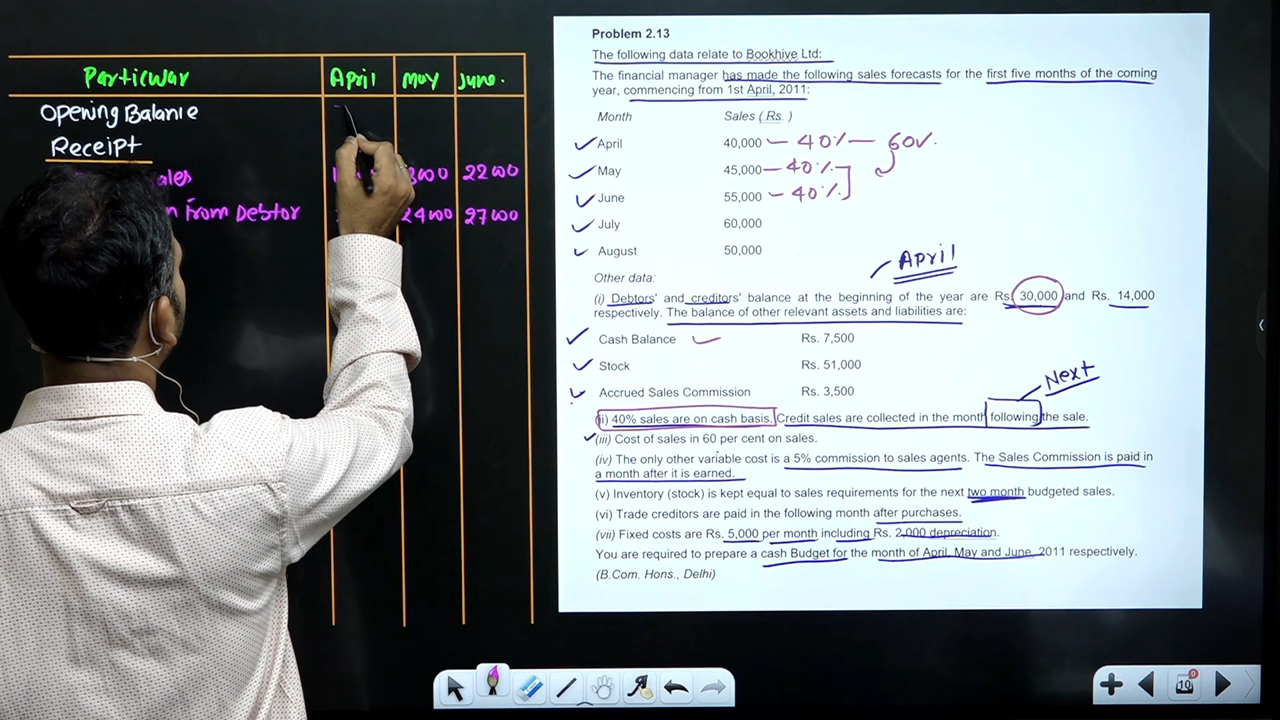 Particular April May June.
Opening Balance
Receipt
ales 000 22000
n From Debtor 24000 27000
Problem 2.13
The following data relate to Bookhive Ltd:
The financial manager has made the following sales forecasts for the first five months of the coming
year, commencing from 1st April, 2011:
Month Sales ( Rs. )
April 40,000 - 40% - 60%.
May 45,000 - 40%
June 55,000 - 40%
July 60,000
August 50,000
April
Other data:
(i) Debtors' and creditors' balance at the beginning of the year are Rs. 30,000 and Rs. 14,000
respectively. The balance of other relevant assets and liabilities are:
Cash Balance Rs. 7,500
Stock Rs. 51,000
Accrued Sales Commission Rs. 3,500
Next
(ii) 40% sales are on cash basis. Credit sales are collected in the month following the sale.
(iii) Cost of sales in 60 per cent on sales.
(iv) The only other variable cost is a 5% commission to sales agents. The Sales Commission is paid in
a month after it is earned.
(v) Inventory (stock) is kept equal to sales requirements for the next two month budgeted sales.
(vi) Trade creditors are paid in the following month after purchases.
(vii) Fixed costs are Rs. 5,000 per month including Rs. 2,000 depreciation.
You are required to prepare a cash Budget for the month of April, May and June, 2011 respectively.
(B.Com. Hons., Delhi)
10